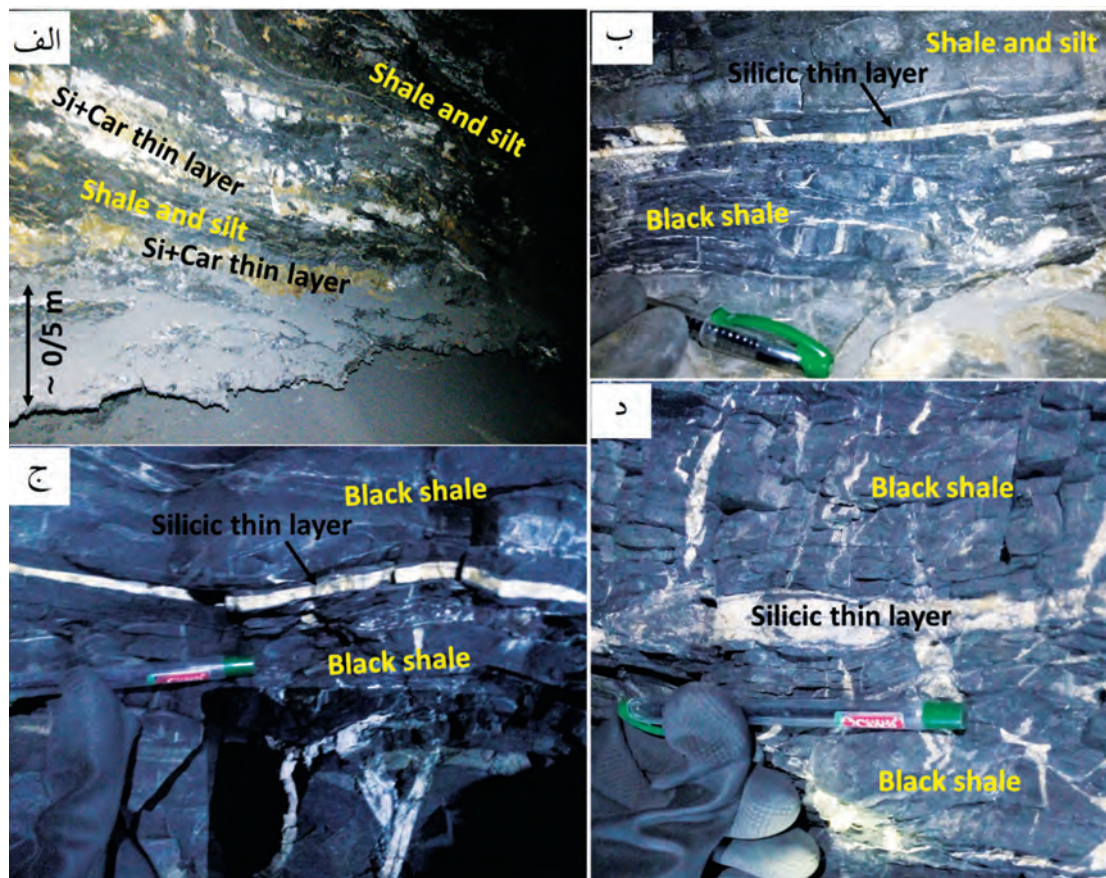 الف
Shale and silt
Si+Car thin layer
Shale and silt
Si+Car thin layer
~ 0/5 m
ب
Shale and silt
Silicic thin layer
Black shale
ج
Black shale
Silicic thin layer
Black shale
د
Black shale
Silicic thin layer
Black shale